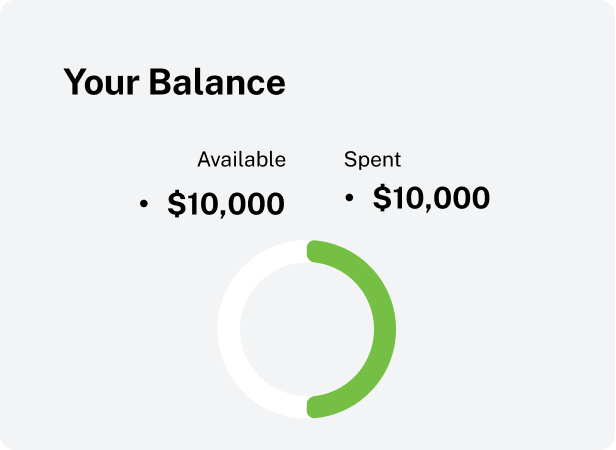 Your Balance
Available
• $10,000
Spent
• $10,000